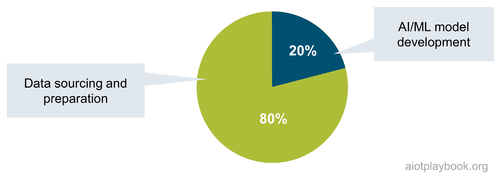 AI/ML model
development
20%
Data sourcing and
preparation
80%
aiotplaybook.org